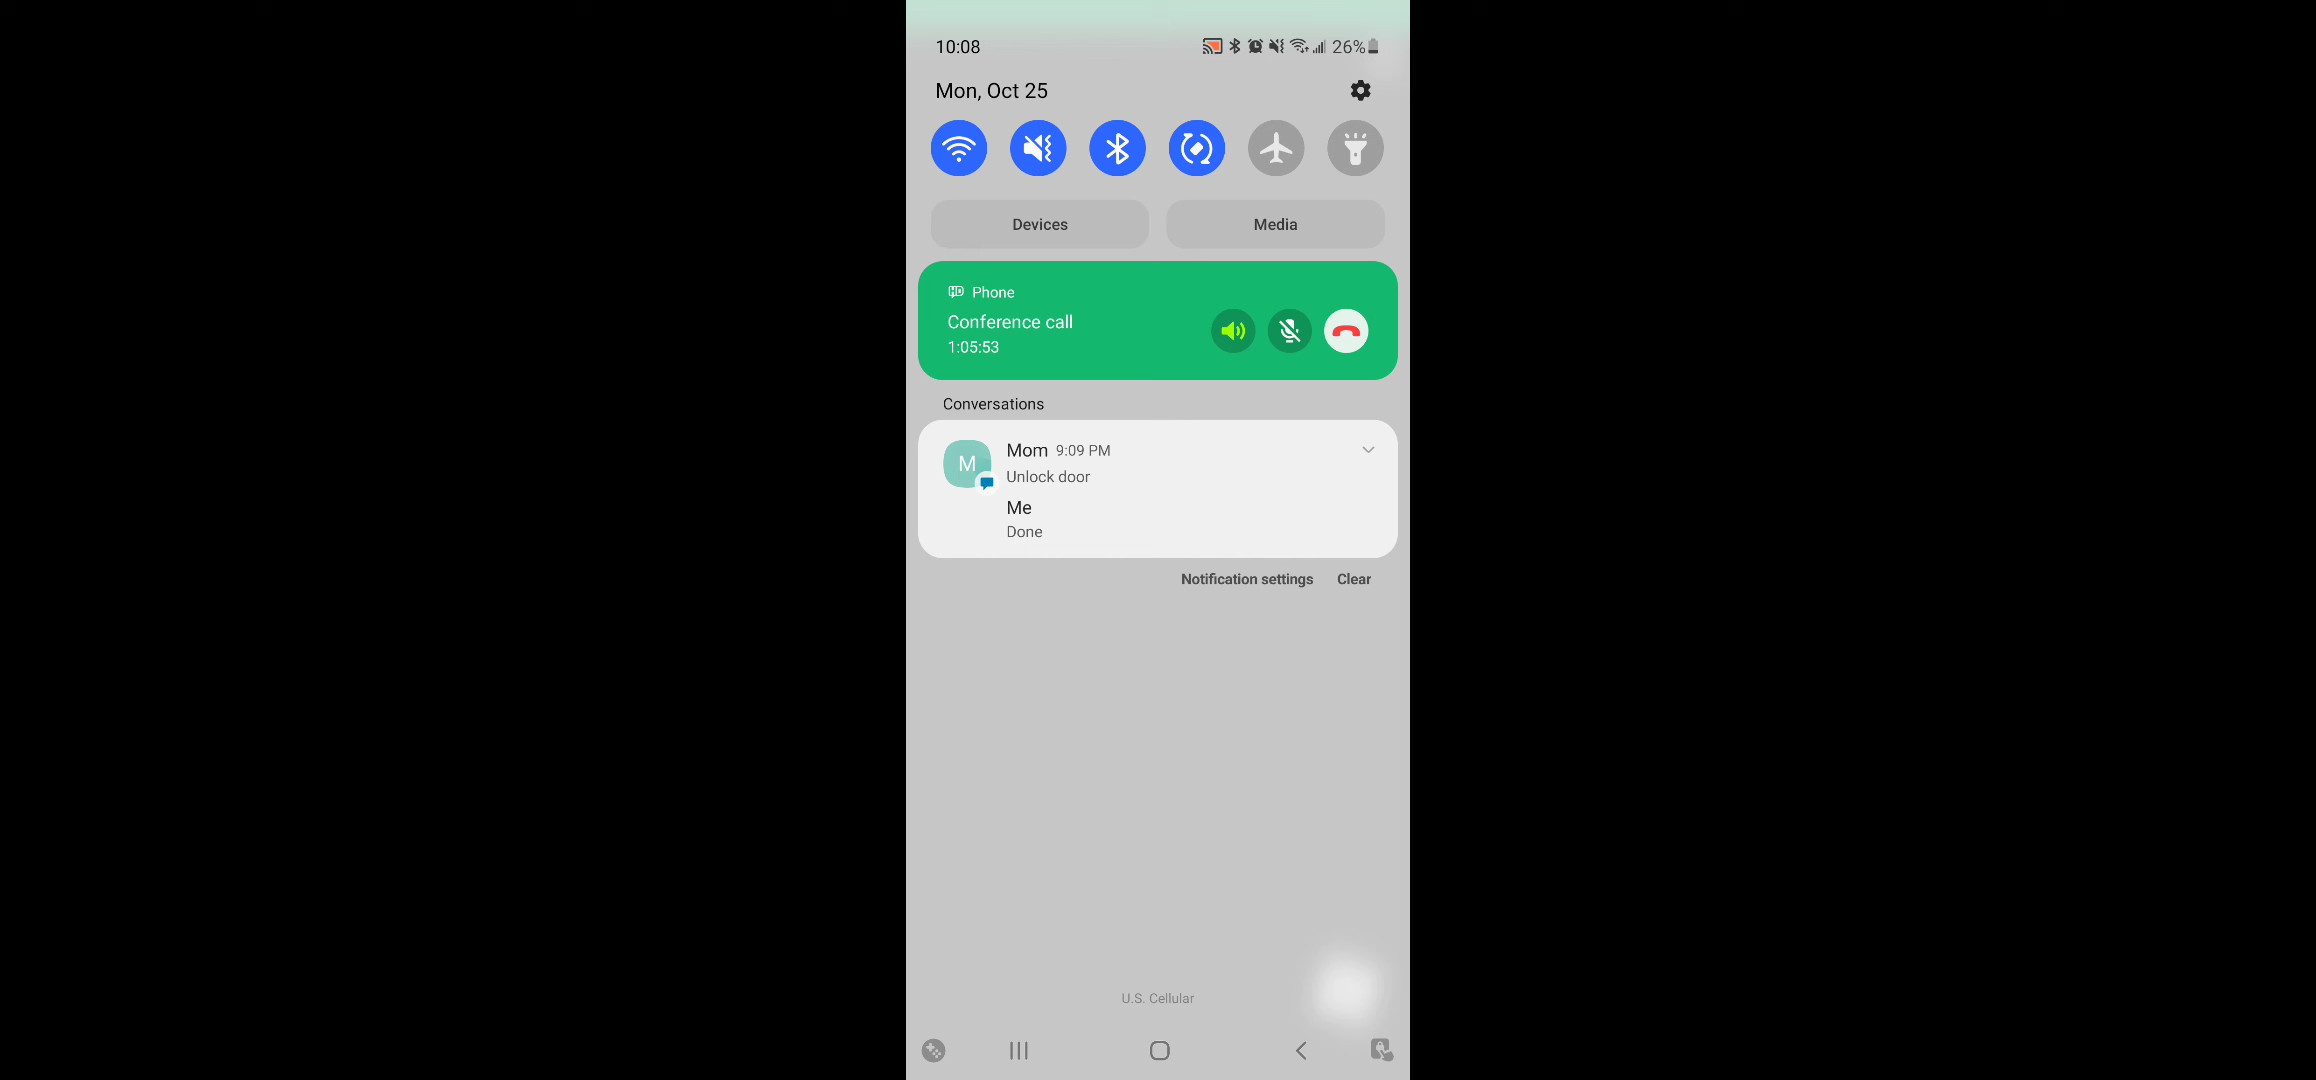 10:08
26%
Mon, Oct 25
Devices
Media
Phone
Conference call
1:05:53
Conversations
M
Mom 9:09 PM
Unlock door
Me
Done
Notification settings Clear
U.S. Cellular